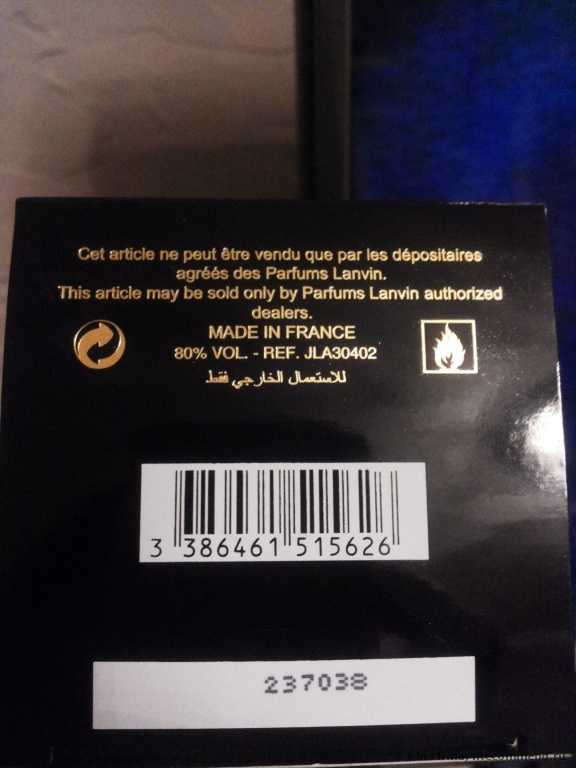 Cet article ne peut être vendu que par les dépositaires
agréés des Parfums Lanvin.
This article may be sold only by Parfums Lanvin authorized
dealers.
MADE IN FRANCE
80% VOL. - REF. JLA30402
للاستعمال الخارجي فقط.
3 386461 515626
237038